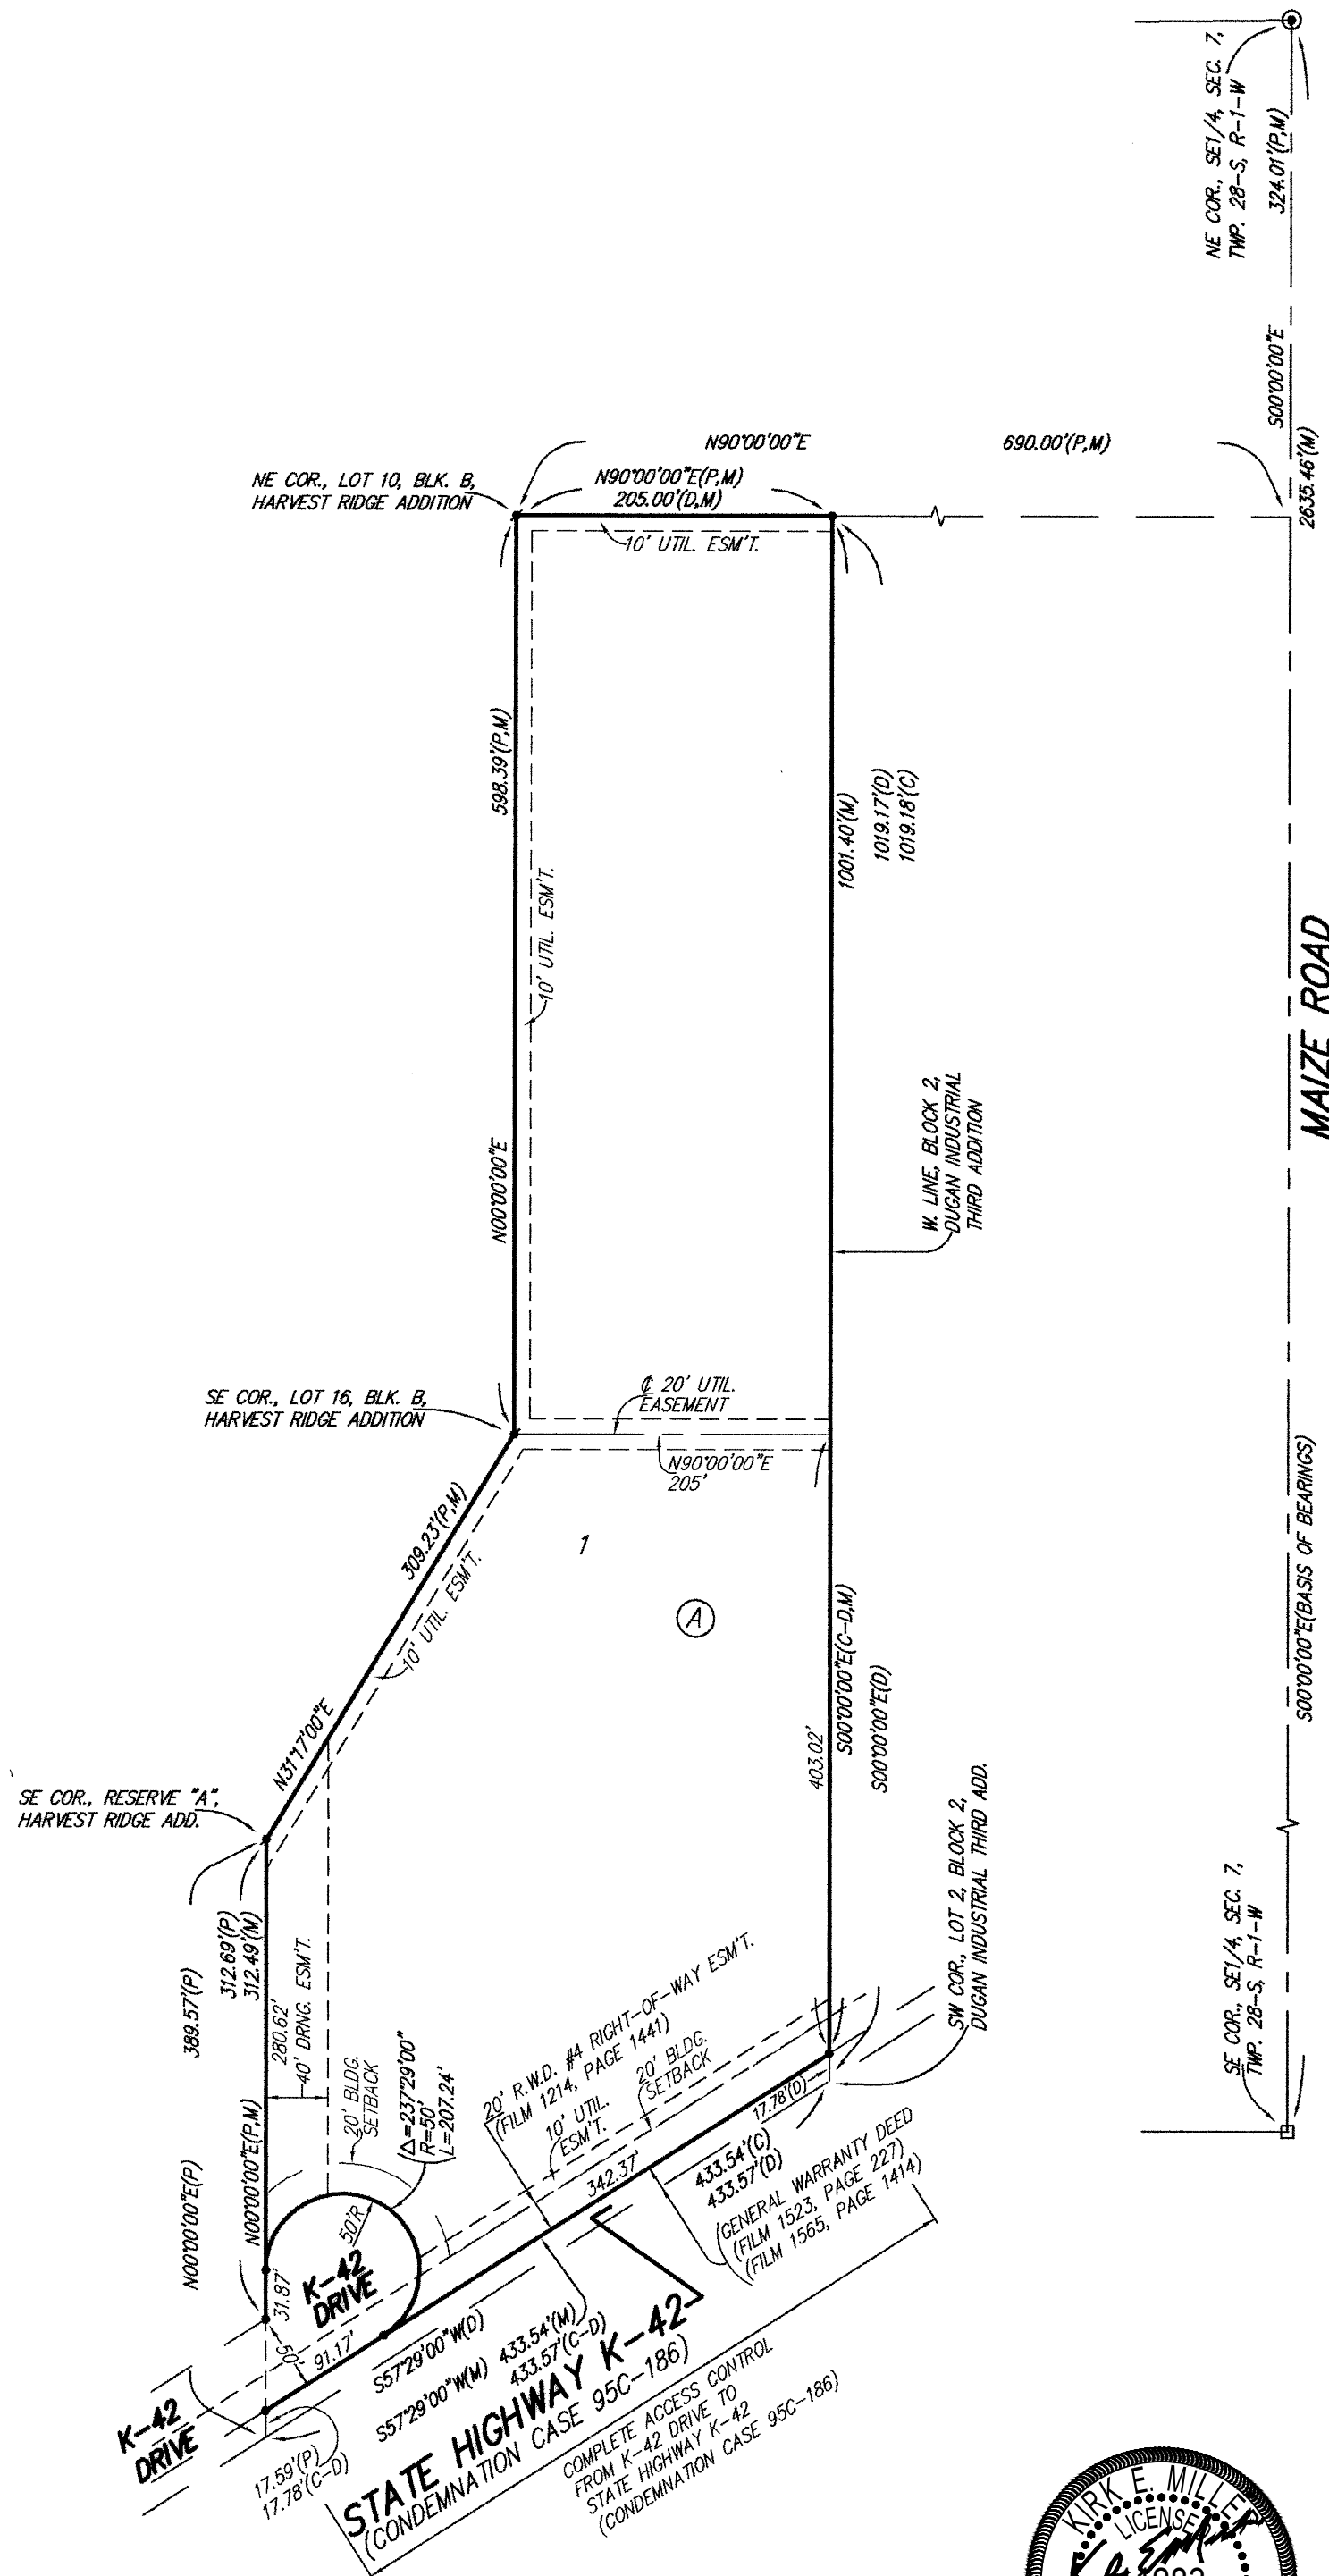 NE COR., SE1/4, SEC. 7,
TWP. 28-S, R-1-W
324.01'(P,M)
S00°00'00"E
2635.46'(M)
N90°00'00"E
690.00'(P,M)
NE COR., LOT 10, BLK. B,
HARVEST RIDGE ADDITION
N90°00'00"E(P,M)
205.00'(D,M)
10' UTIL. ESM'T.
598.39'(P,M)
1001.40'(M)
1019.17'(D)
1019.18'(C)
10' UTIL. ESM'T.
MAIZE ROAD
W. LINE, BLOCK 2,
DUGAN INDUSTRIAL
THIRD ADDITION
N00°00'00"E
SE COR., LOT 16, BLK. B,
HARVEST RIDGE ADDITION
₵ 20' UTIL.
EASEMENT
N90°00'00"E
205'
309.23'(P,M)
10' UTIL. ESM'T.
1
A
N31°17'00"E
S00°00'00"E(C-D,M)
S00°00'00"E(D)
403.02'
S00°00'00"E(BASIS OF BEARINGS)
SE COR., RESERVE "A",
HARVEST RIDGE ADD.
SW COR., LOT 2, BLOCK 2,
DUGAN INDUSTRIAL THIRD ADD.
SE COR., SE1/4, SEC. 7,
TWP. 28-S, R-1-W
389.57'(P)
312.69'(P)
312.49'(M)
280.62'
40' DRNG. ESM'T.
20' BLDG.
SETBACK
Δ=237°29'00"
R=50'
L=207.24'
20' R.W.D. #4 RIGHT-OF-WAY ESM'T.
(FILM 1214, PAGE 1441)
10' UTIL.
ESM'T.
20' BLDG.
SETBACK
N00°00'00"E(P)
N00°00'00"E(P,M)
31.87'
50'R
K-42
DRIVE
342.37'
17.78'(D)
433.54'(C)
433.57'(D)
(GENERAL WARRANTY DEED
(FILM 1523, PAGE 227)
(FILM 1565, PAGE 1414)
50'
91.17'
S57°29'00"W(D)
S57°29'00"W(M) 433.54'(M)
433.57'(C-D)
K-42
DRIVE
17.59'(P)
17.78'(C-D)
STATE HIGHWAY K-42
(CONDEMNATION CASE 95C-186)
COMPLETE ACCESS CONTROL
FROM K-42 DRIVE TO
STATE HIGHWAY K-42
(CONDEMNATION CASE 95C-186)
KIRK E. MILLER